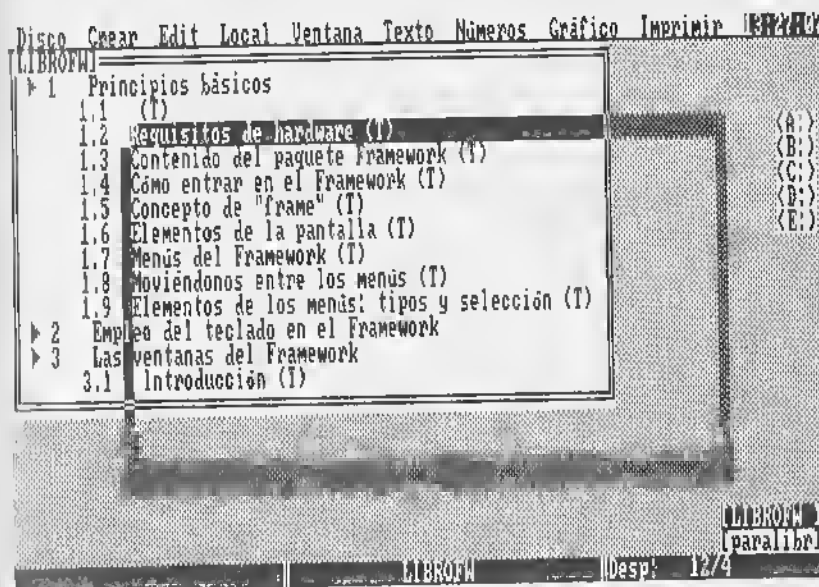 Disco Crear Edit Local Ventana Texto Números Gráfico Imprimir
[LIBROFW]
1 Principios básicos
1.1 (T)
1.2 Requisitos de hardware (T)
1.3 Contenido del paquete Framework (T)
1.4 Cómo entrar en el Framework (T)
1.5 Concepto de "frame" (T)
1.6 Elementos de la pantalla (T)
1.7 Menús del Framework (T)
1.8 Moviéndonos entre los menús (T)
1.9 Elementos de los menús: tipos y selección (T)
2 Empleo del teclado en el Framework
3 Las ventanas del Framework
3.1 Introducción (T)
(A:)
(B:)
(C:)
(D:)
(E:)
[LIBROFW
[paralibr]
LIBROFW
Desp: 12/4